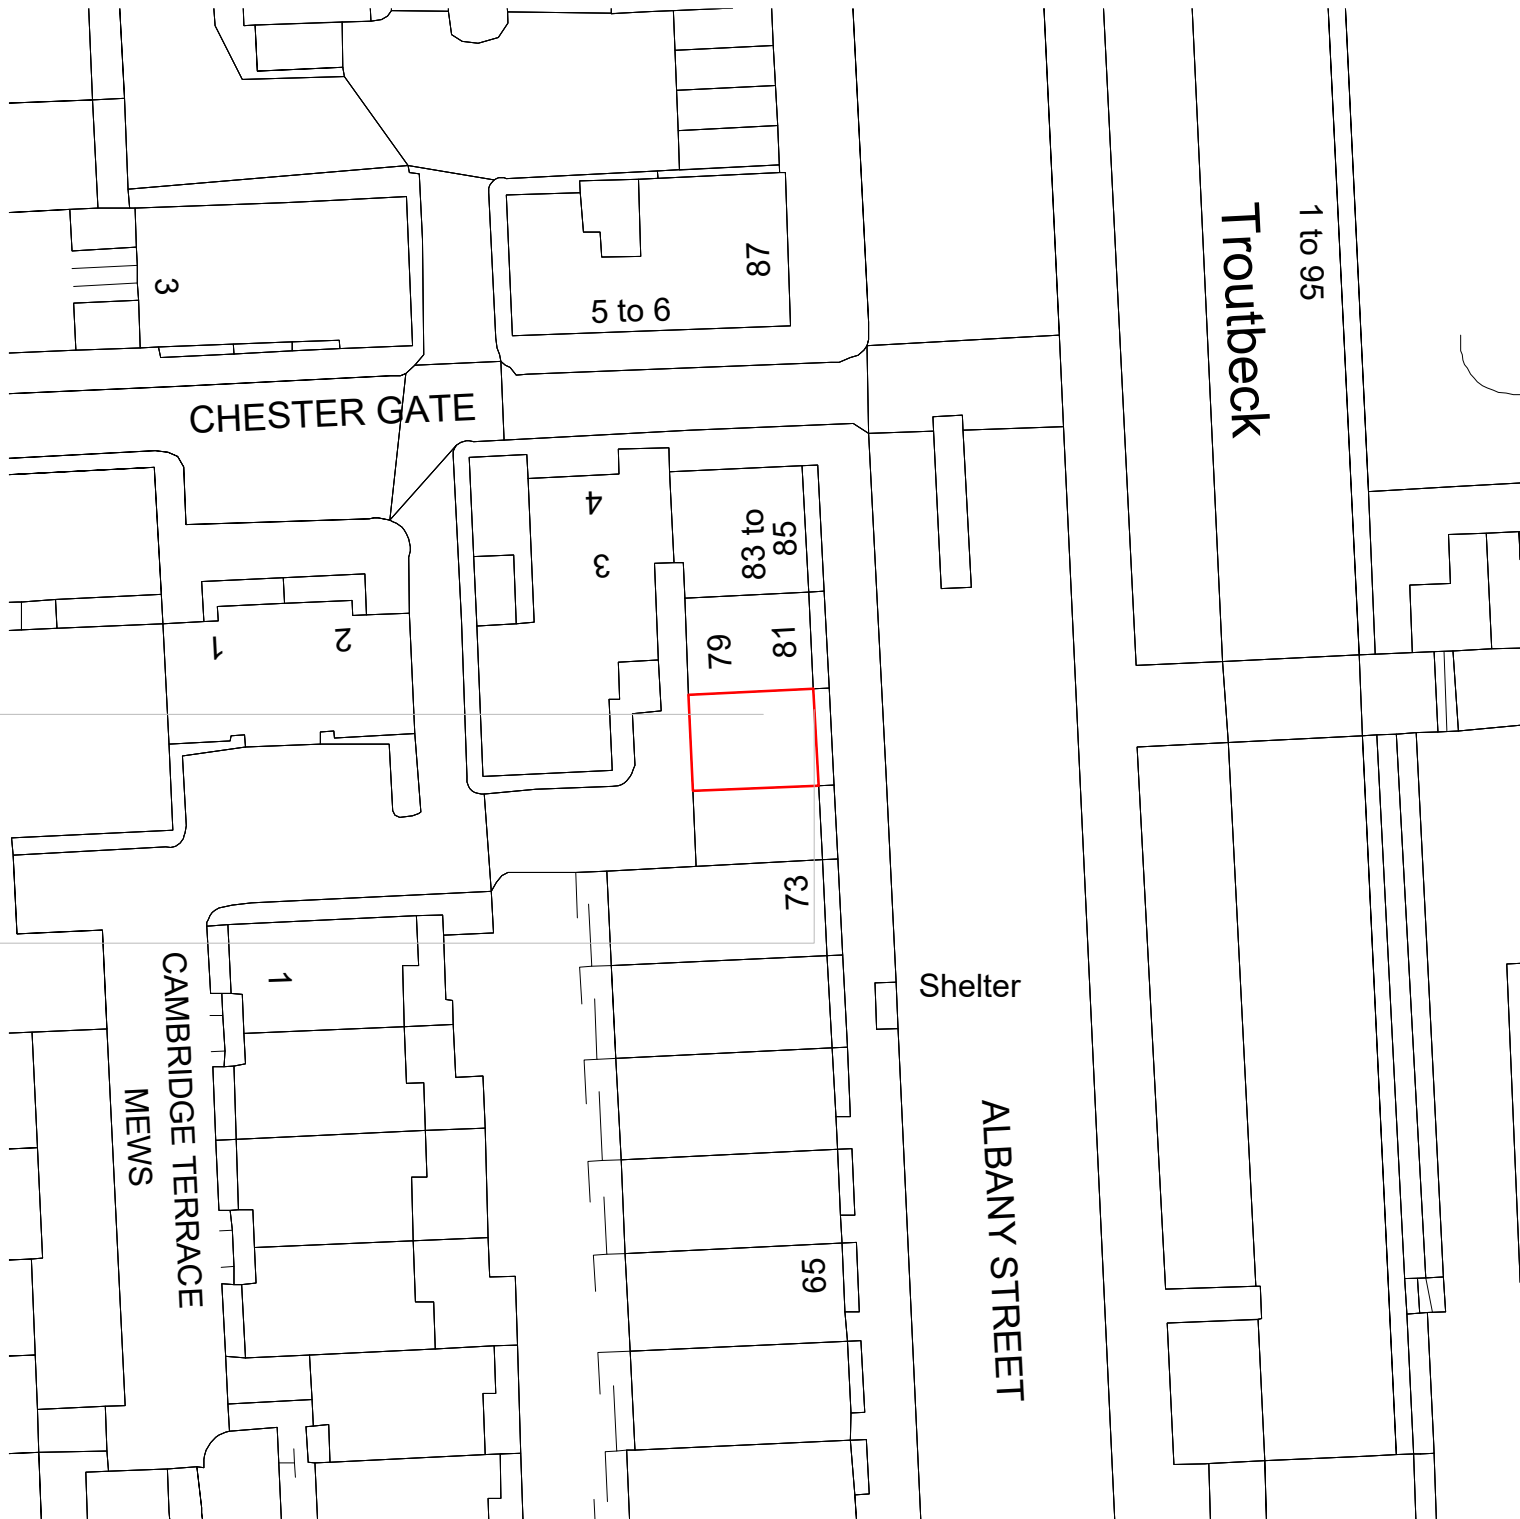 1 to 95
Troutbeck
87
3
5 to 6
CHESTER GATE
4
83 to
85
3
79
81
1
2
73
1
Shelter
CAMBRIDGE TERRACE
MEWS
ALBANY STREET
65